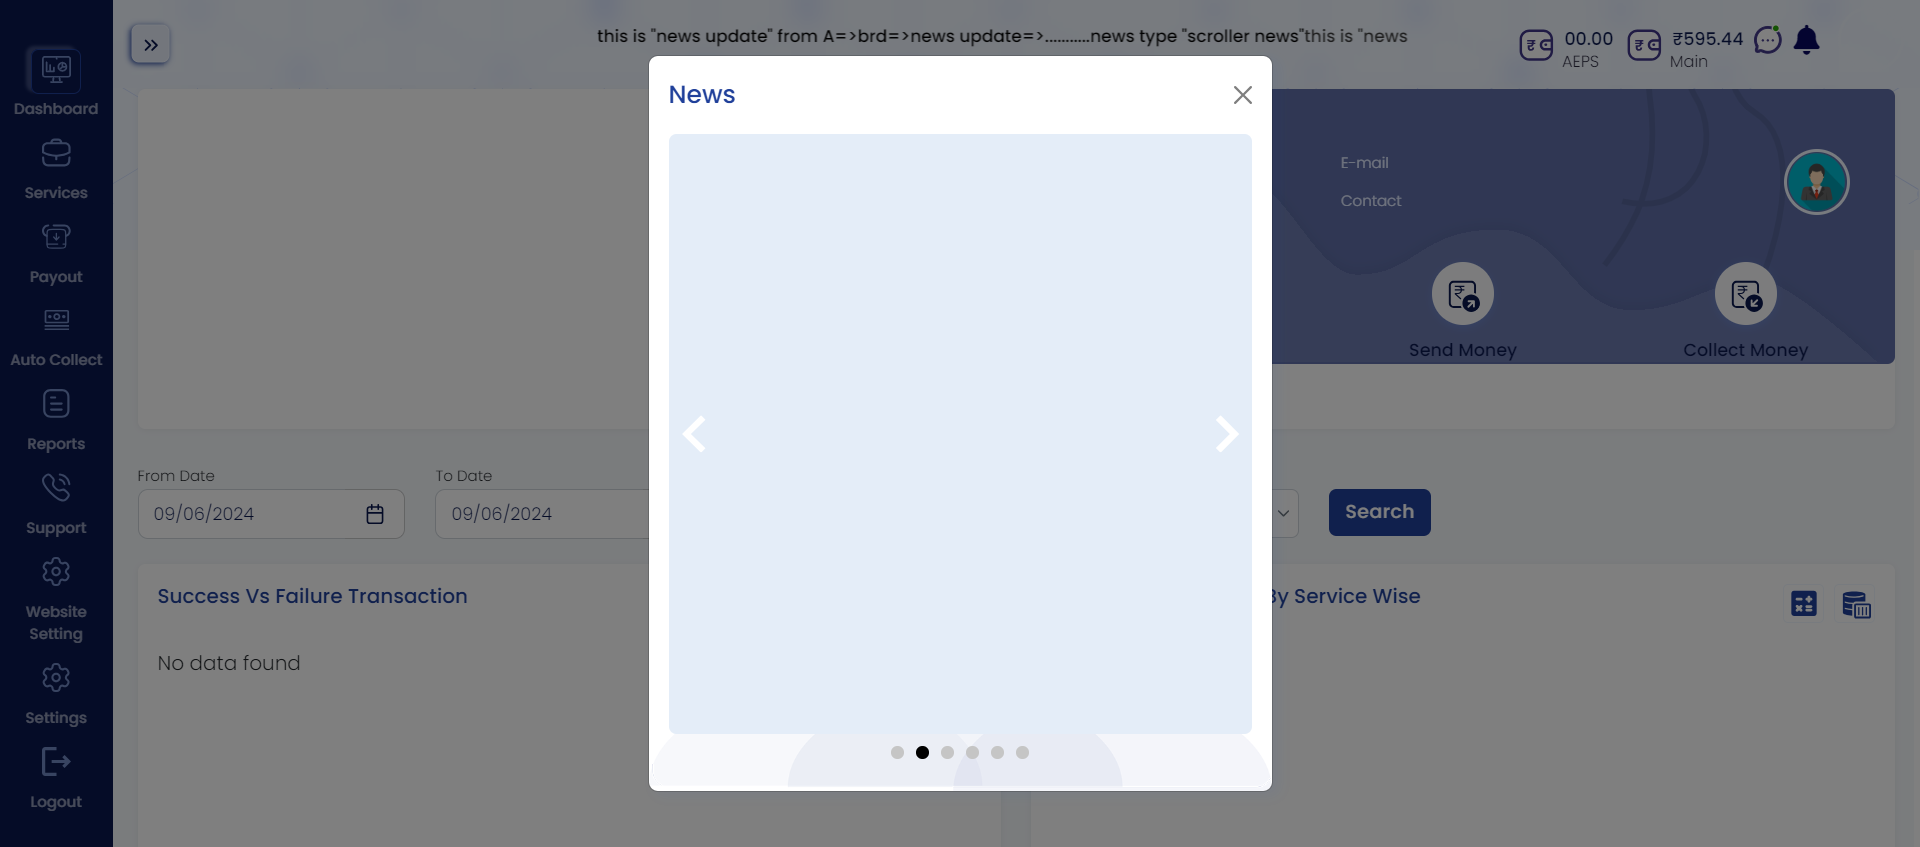 this is "news update" from A=>brd=>news update=>...........news type "scroller news"this is "news
00.00
AEPS
₹595.44
Main
Dashboard
Services
Payout
Auto Collect
Reports
Support
Website
Setting
Settings
Logout
News
E-mail
Contact
Send Money
Collect Money
From Date
09/06/2024
To Date
09/06/2024
Search
Success Vs Failure Transaction
No data found
By Service Wise